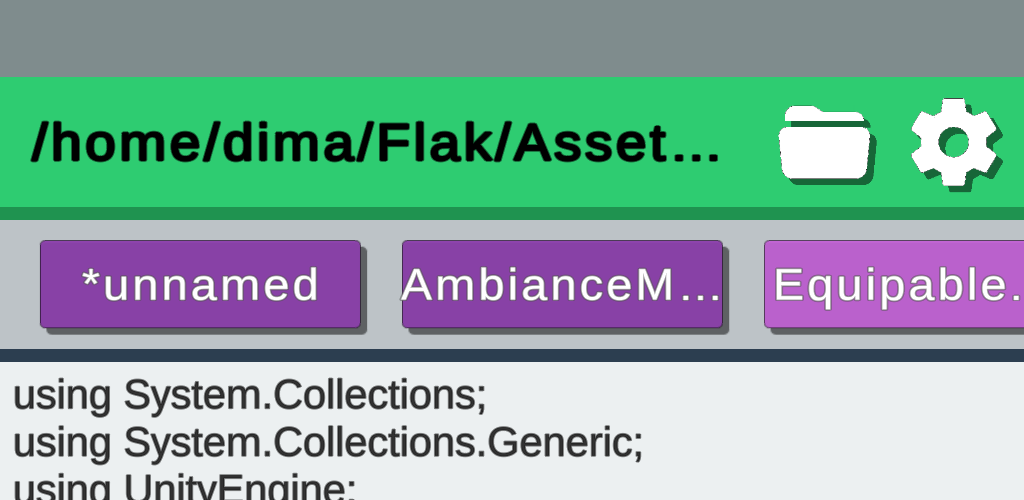 /home/dima/Flak/Asset...
*unnamed AmbianceM... Equipable.
using System.Collections;
using System.Collections.Generic;
using UnityEngine;